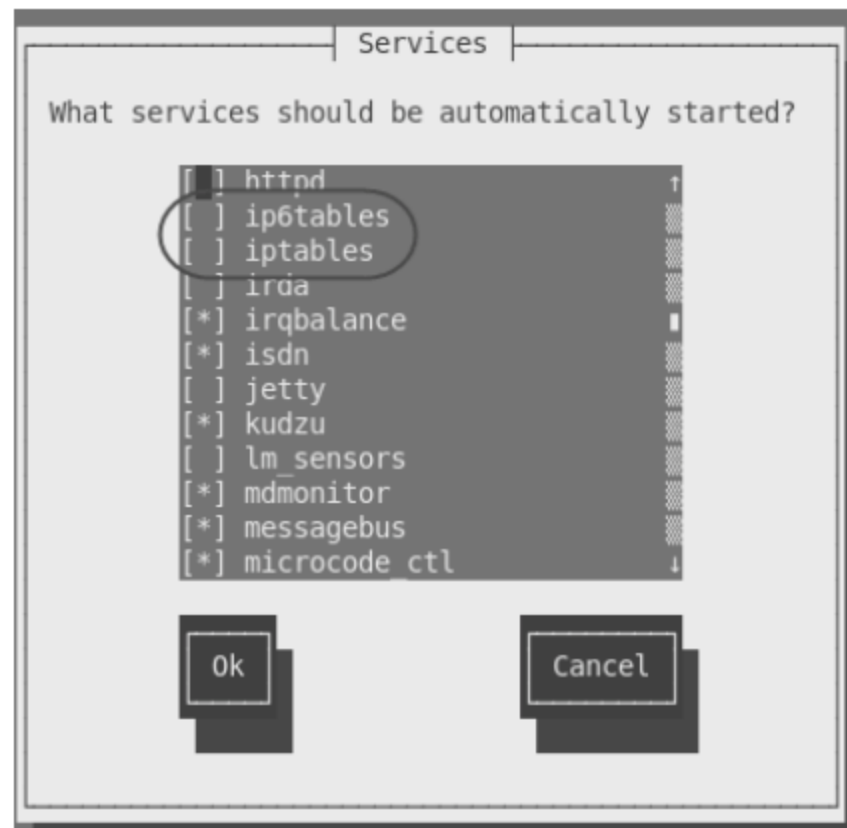 Services
What services should be automatically started?
[ ] httpd ↑
[ ] ip6tables
[ ] iptables
[ ] irda
[*] irqbalance
[*] isdn
[ ] jetty
[*] kudzu
[ ] lm_sensors
[*] mdmonitor
[*] messagebus
[*] microcode_ctl ↓
Ok Cancel